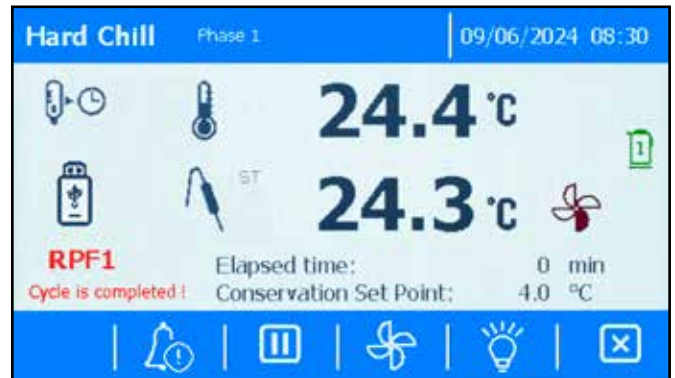 Hard Chill Phase 1 09/06/2024 08:30
24.4 °C
1
ST
24.3 °C
RPF1 Elapsed time: 0 min
Cycle is completed ! Conservation Set Point: 4.0 °C